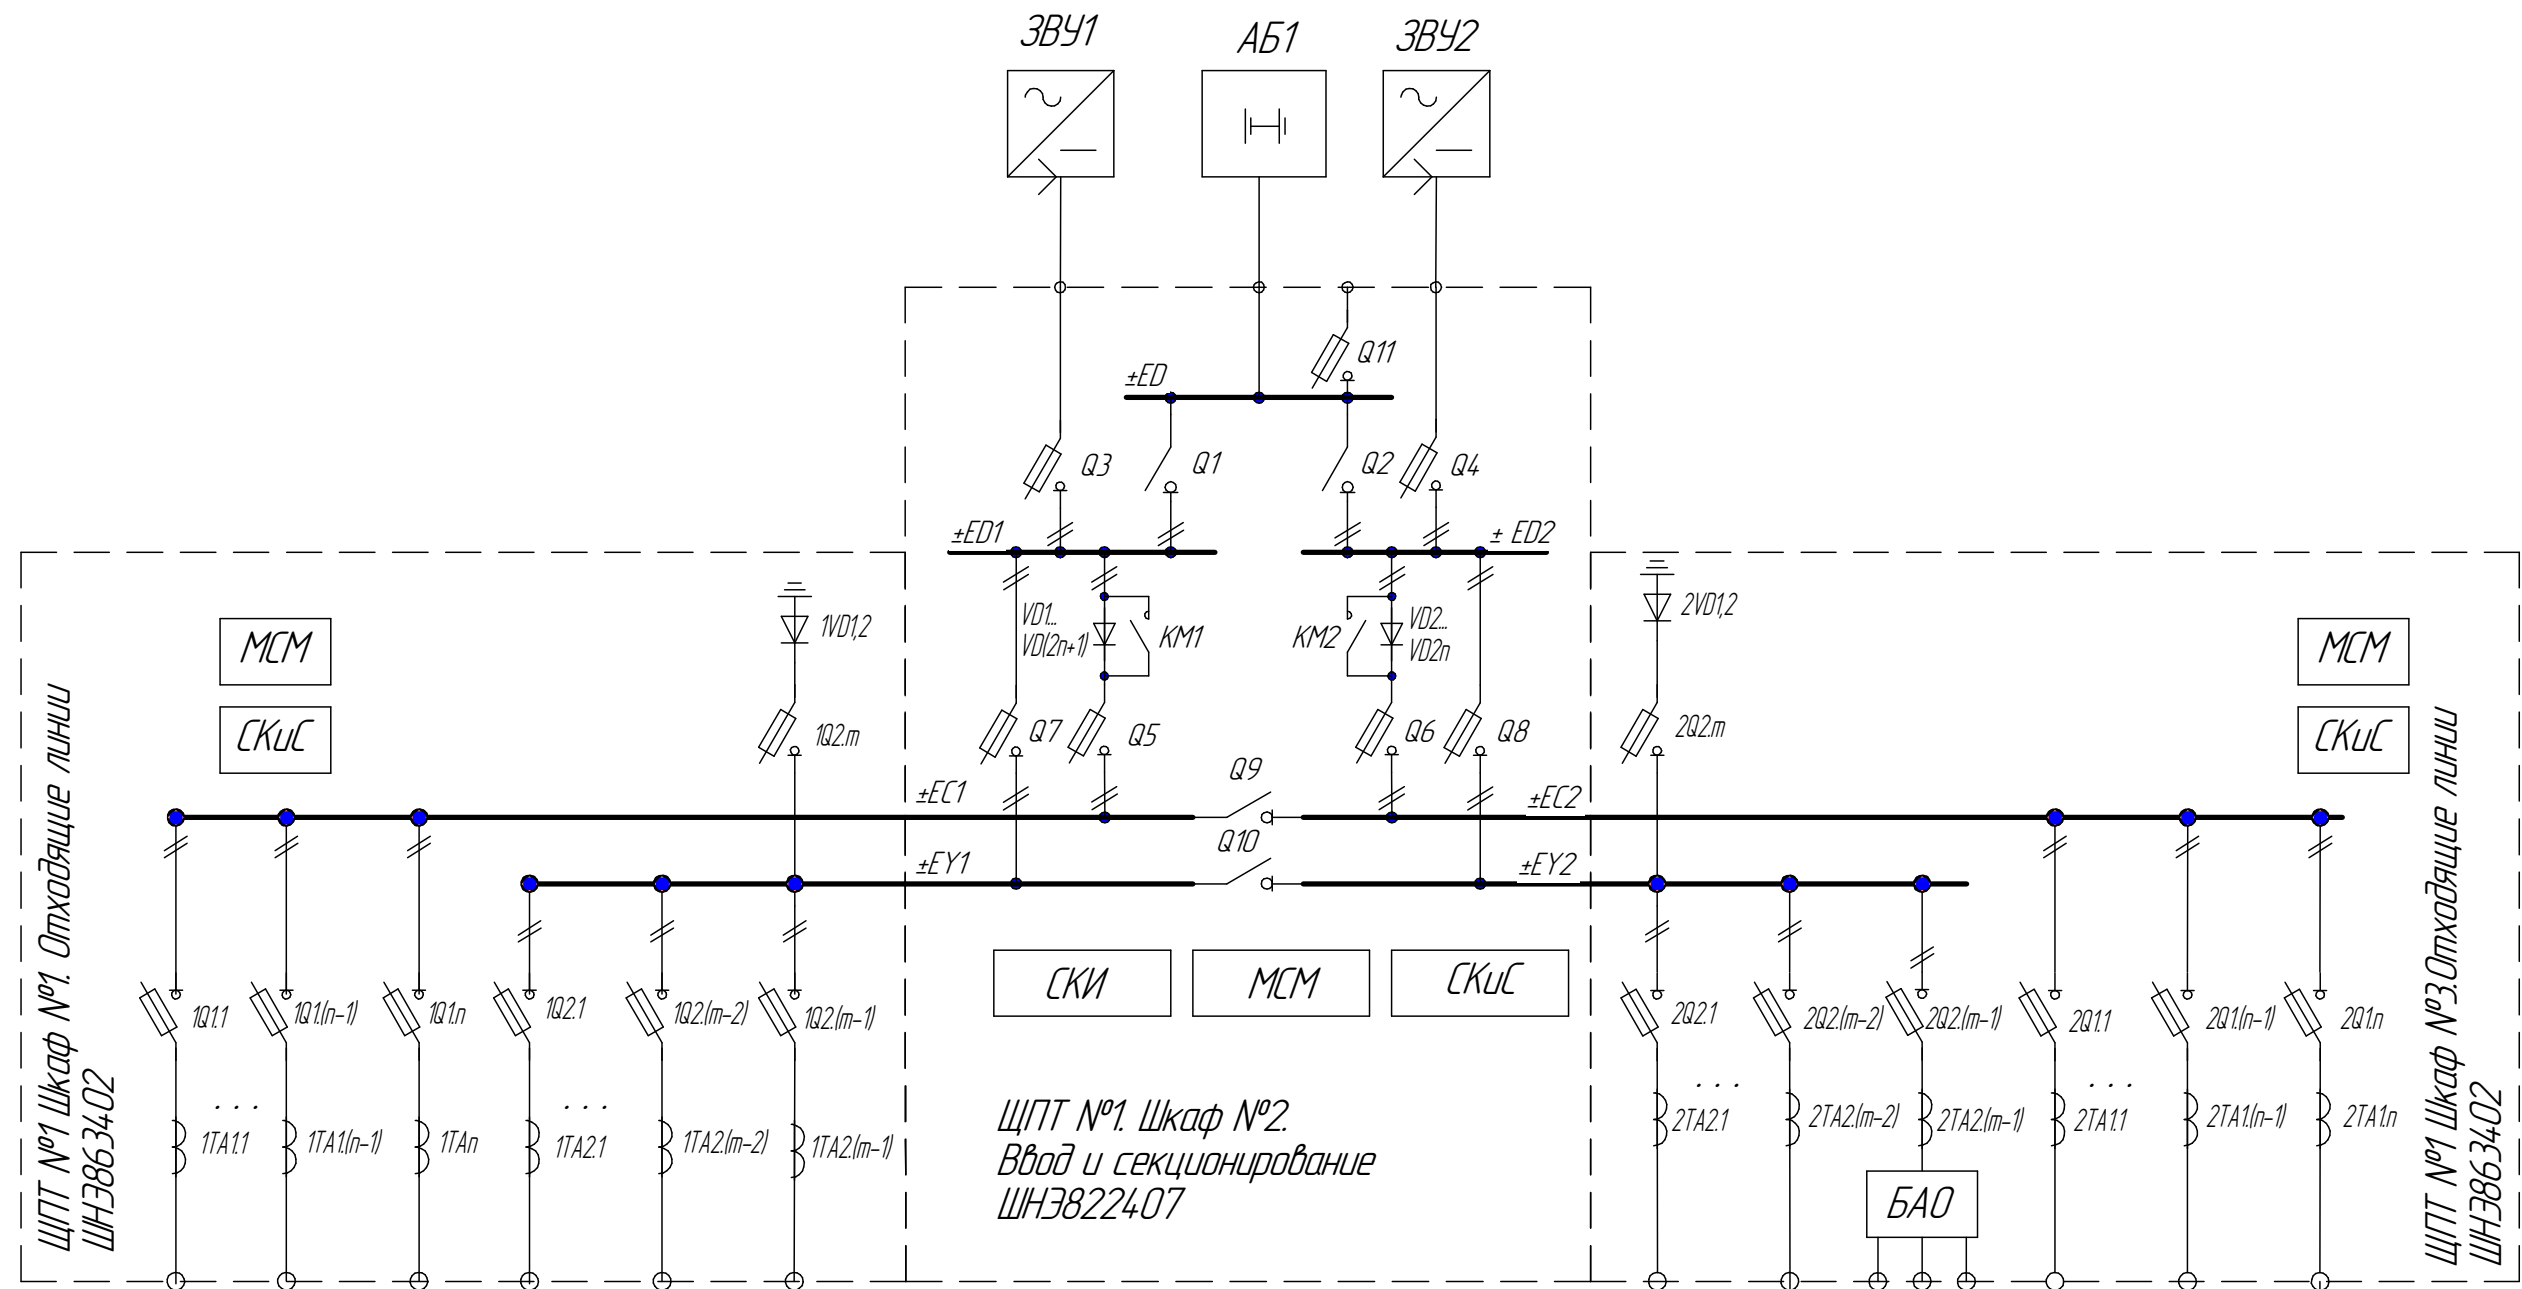 ЗВУ1
АБ1
ЗВУ2
Q11
±ED
Q3
Q1
Q2
Q4
±ED1
± ED2
1VD1,2
VD1...
VD(2n+1)
KM1
KM2
VD2...
VD2n
2VD1,2
МСМ
СКиС
МСМ
СКиС
1Q2.m
Q7
Q5
Q6
Q8
2Q2.m
Q9
±EC1
±EC2
Q10
±EY1
±EY2
СКИ
МСМ
СКиС
1Q1.1
1Q1.(n-1)
1Q1.n
1Q2.1
1Q2.(m-2)
1Q2.(m-1)
2Q2.1
2Q2.(m-2)
2Q2.(m-1)
2Q1.1
2Q1.(n-1)
2Q1.n
. . .
. . .
. . .
. . .
1TA1.1
1TA1.(n-1)
1TAn
1TA2.1
1TA2.(m-2)
1TA2.(m-1)
2TA2.1
2TA2.(m-2)
2TA2.(m-1)
2TA1.1
2TA1.(n-1)
2TA1.n
БАО
ЩПТ №1. Шкаф №2.
Ввод и секционирование
ШНЭ822407
ЩПТ №1 Шкаф №1. Отходящие линии
ШНЭ863402
ЩПТ №1 Шкаф №3.Отходящие линии
ШНЭ863402